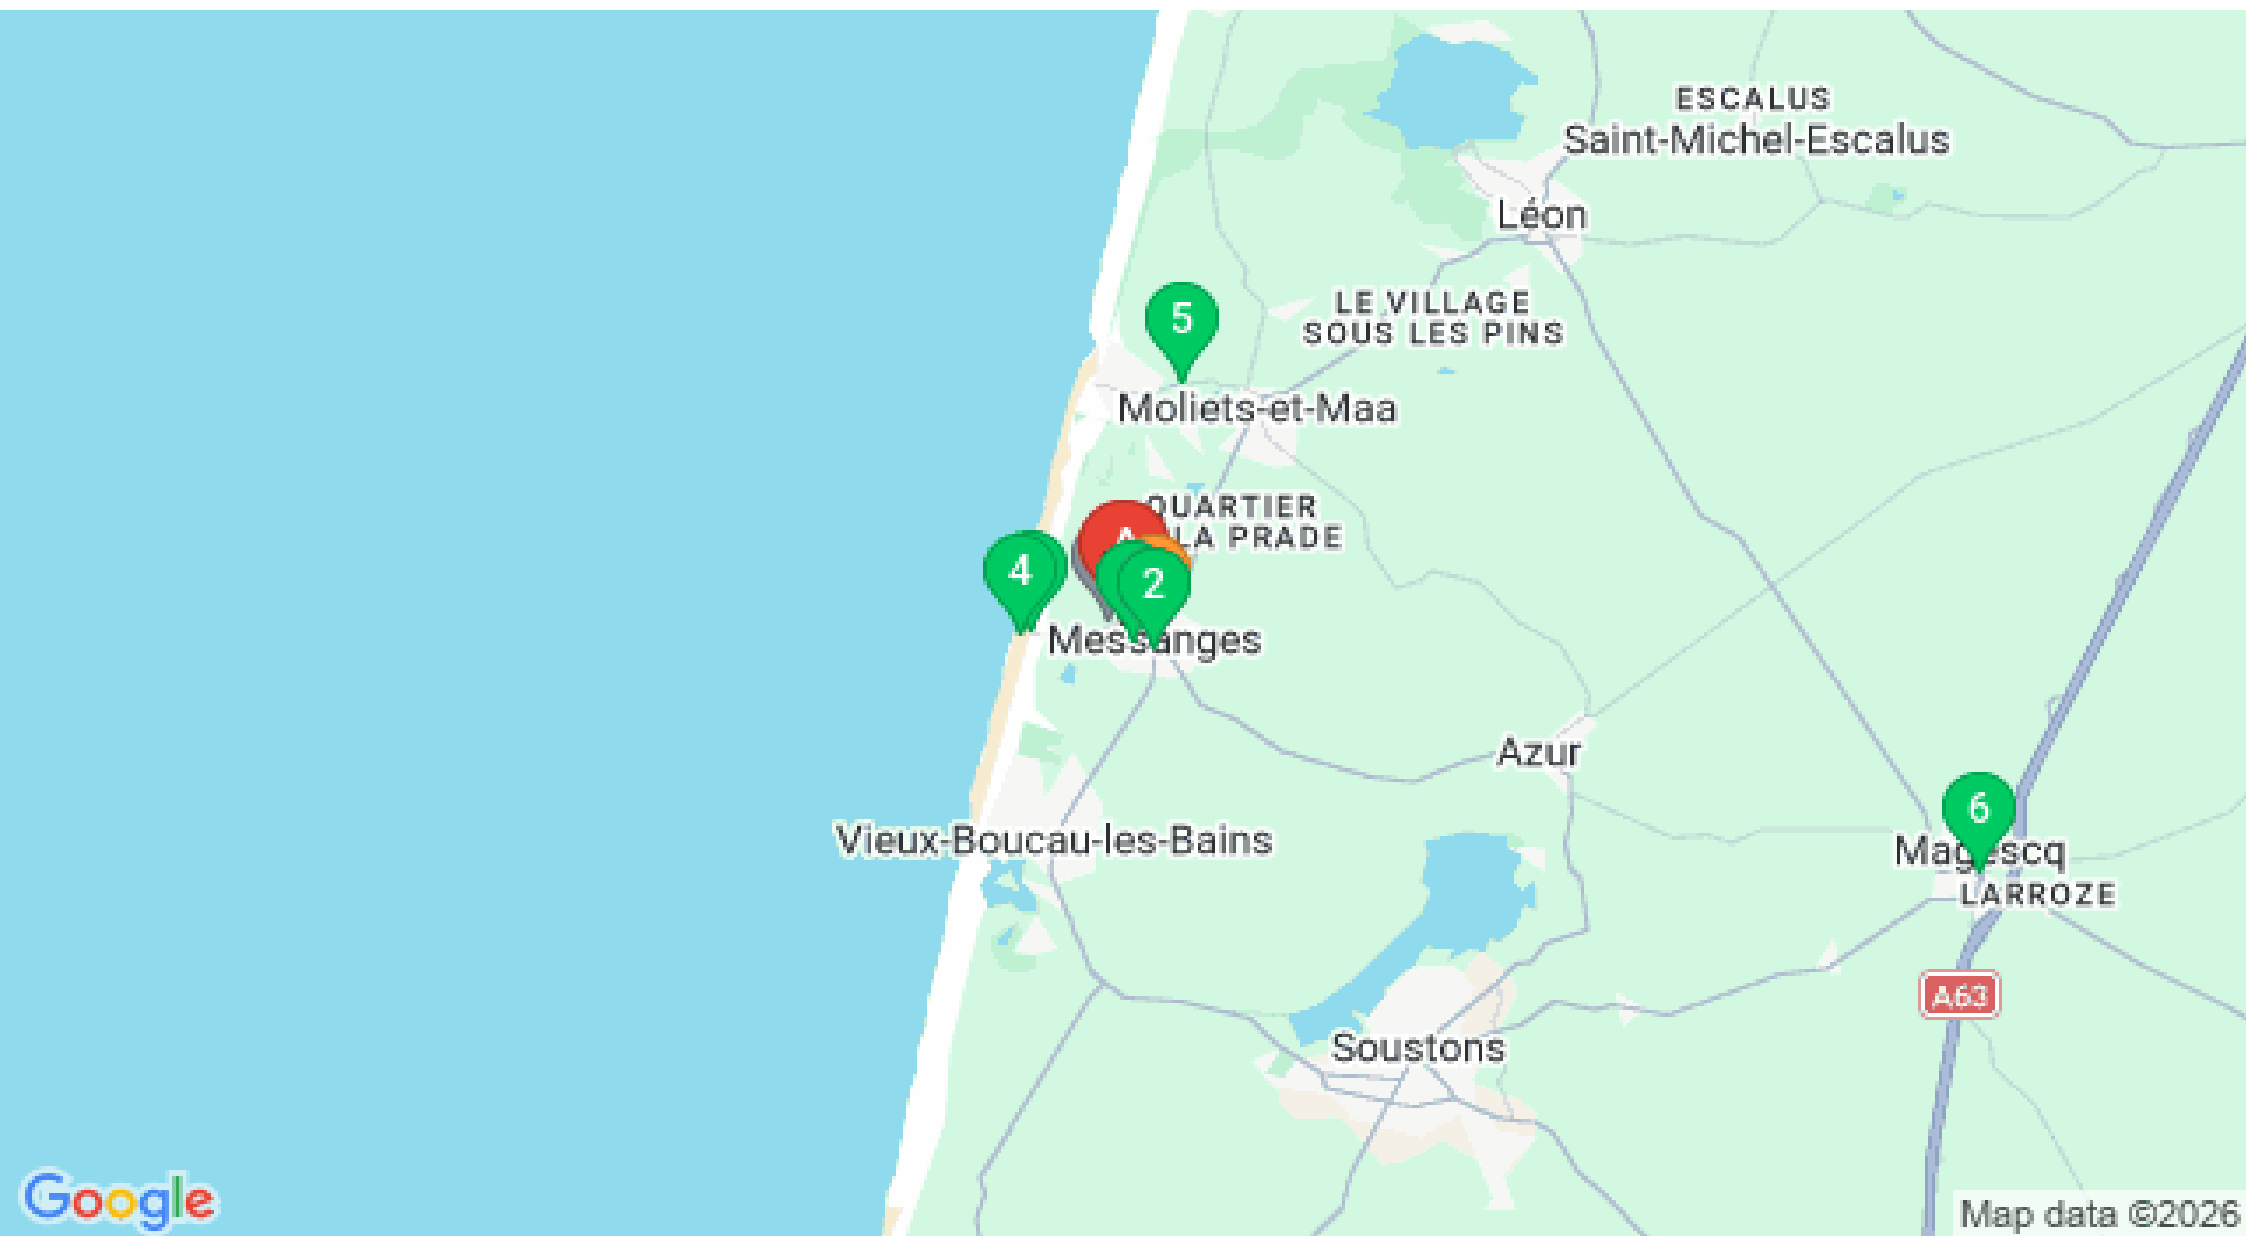 ESCALUS
Saint-Michel-Escalus
Léon
LE VILLAGE
SOUS LES PINS
5
Moliets-et-Maa
QUARTIER
LA PRADE
4
2
Messanges
Azur
6
Vieux-Boucau-les-Bains
Magescq
LARROZE
A63
Soustons
Google
Map data ©2026